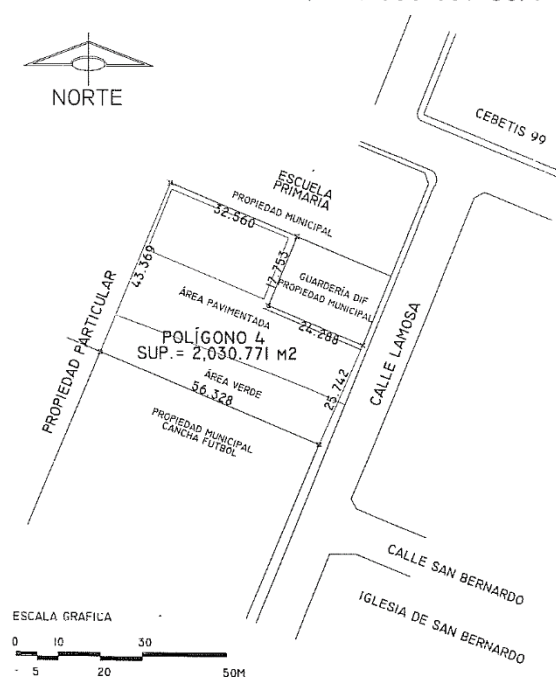 NORTE
CEBETIS 99
ESCUELA
PRIMARIA
PROPIEDAD MUNICIPAL
32.560
17.753
GUARDERÍA DIF
PROPIEDAD MUNICIPAL
24.288
43.369
ÁREA PAVIMENTADA
POLÍGONO 4
SUP.= 2,030.771 M2
ÁREA VERDE
56.328
25.742
PROPIEDAD MUNICIPAL
CANCHA FUTBOL
PROPIEDAD PARTICULAR
CALLE LAMOSA
CALLE SAN BERNARDO
IGLESIA DE SAN BERNARDO
ESCALA GRAFICA
0 10 30
5 20 50M